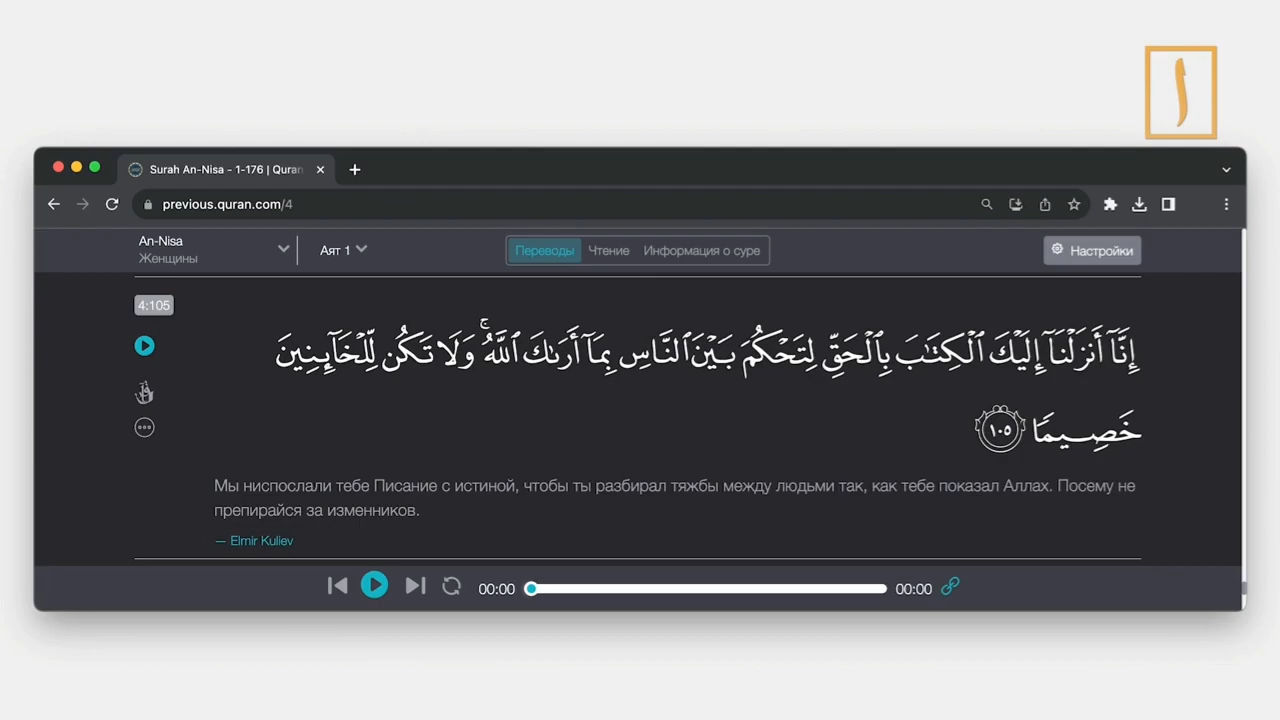 ا
Surah An-Nisa - 1-176 | Quran
previous.quran.com/4
An-Nisa
Женщины
Аят 1
Переводы Чтение Информация о суре
Настройки
4:105
إِنَّآ أَنزَلْنَآ إِلَيْكَ ٱلْكِتَٰبَ بِٱلْحَقِّ لِتَحْكُمَ بَيْنَ ٱلنَّاسِ بِمَآ أَرَىٰكَ ٱللَّهُ ۚ وَلَا تَكُن لِّلْخَآئِنِينَ
خَصِيمًا ١٠٥
Мы ниспослали тебе Писание с истиной, чтобы ты разбирал тяжбы между людьми так, как тебе показал Аллах. Посему не
препирайся за изменников.
— Elmir Kuliev
00:00 00:00